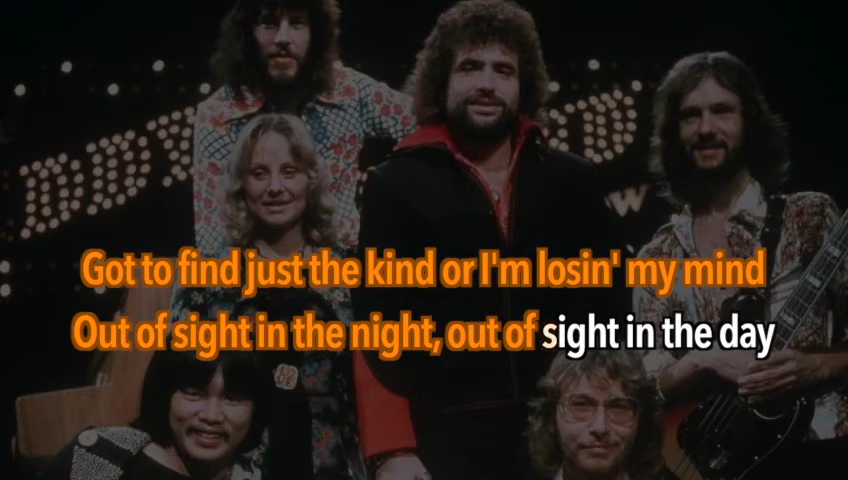 Got to find just the kind or I'm losin' my mind
Out of sight in the night, out of sight in the day